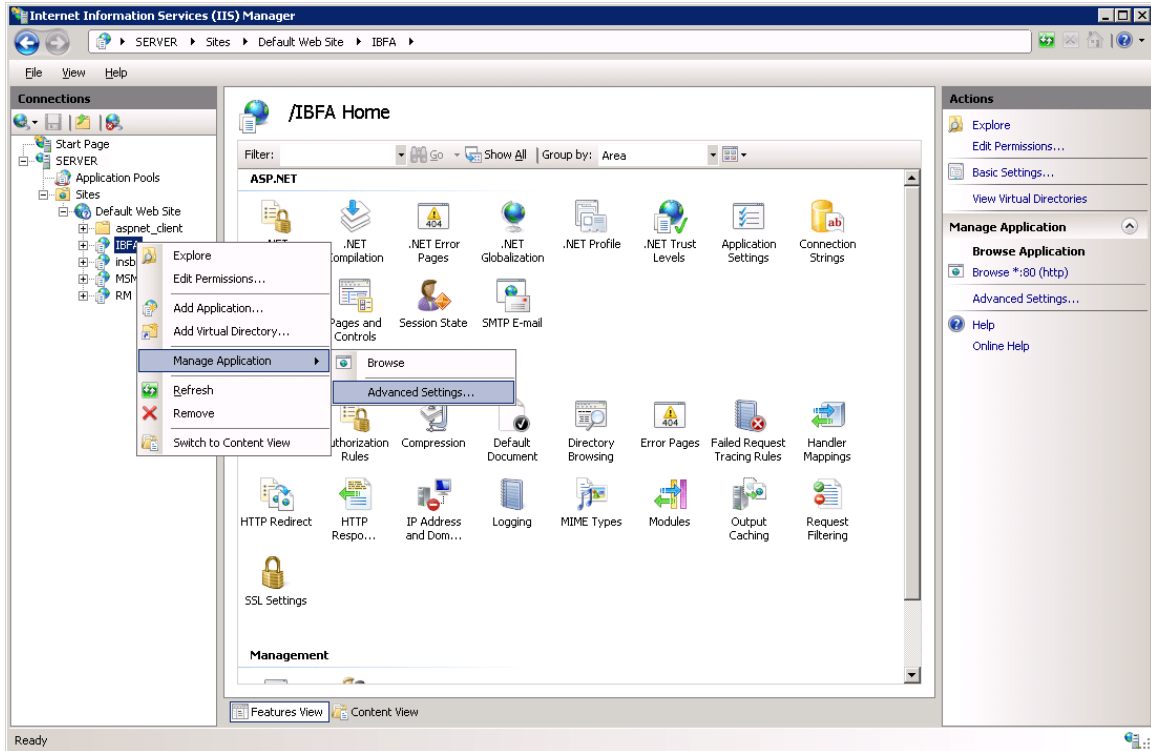 Internet Information Services (IIS) Manager
SERVER Sites Default Web Site IBFA
File View Help
Connections
Start Page
SERVER
Application Pools
Sites
Default Web Site
aspnet_client
IBFA
insb
MSM
RM
Explore
Edit Permissions...
Add Application...
Add Virtual Directory...
Manage Application
Refresh
Remove
Switch to Content View
Browse
Advanced Settings...
/IBFA Home
Filter: Go Show All Group by: Area
ASP.NET
.NET Error Pages
.NET Globalization
.NET Profile
.NET Trust Levels
Application Settings
Connection Strings
Pages and Controls
Session State
SMTP E-mail
Rules
Compression
Default Document
Directory Browsing
Error Pages
Failed Request Tracing Rules
Handler Mappings
HTTP Redirect
HTTP Respo...
IP Address and Dom...
Logging
MIME Types
Modules
Output Caching
Request Filtering
SSL Settings
Management
Features View Content View
Ready
Actions
Explore
Edit Permissions...
Basic Settings...
View Virtual Directories
Manage Application
Browse Application
Browse *:80 (http)
Advanced Settings...
Help
Online Help